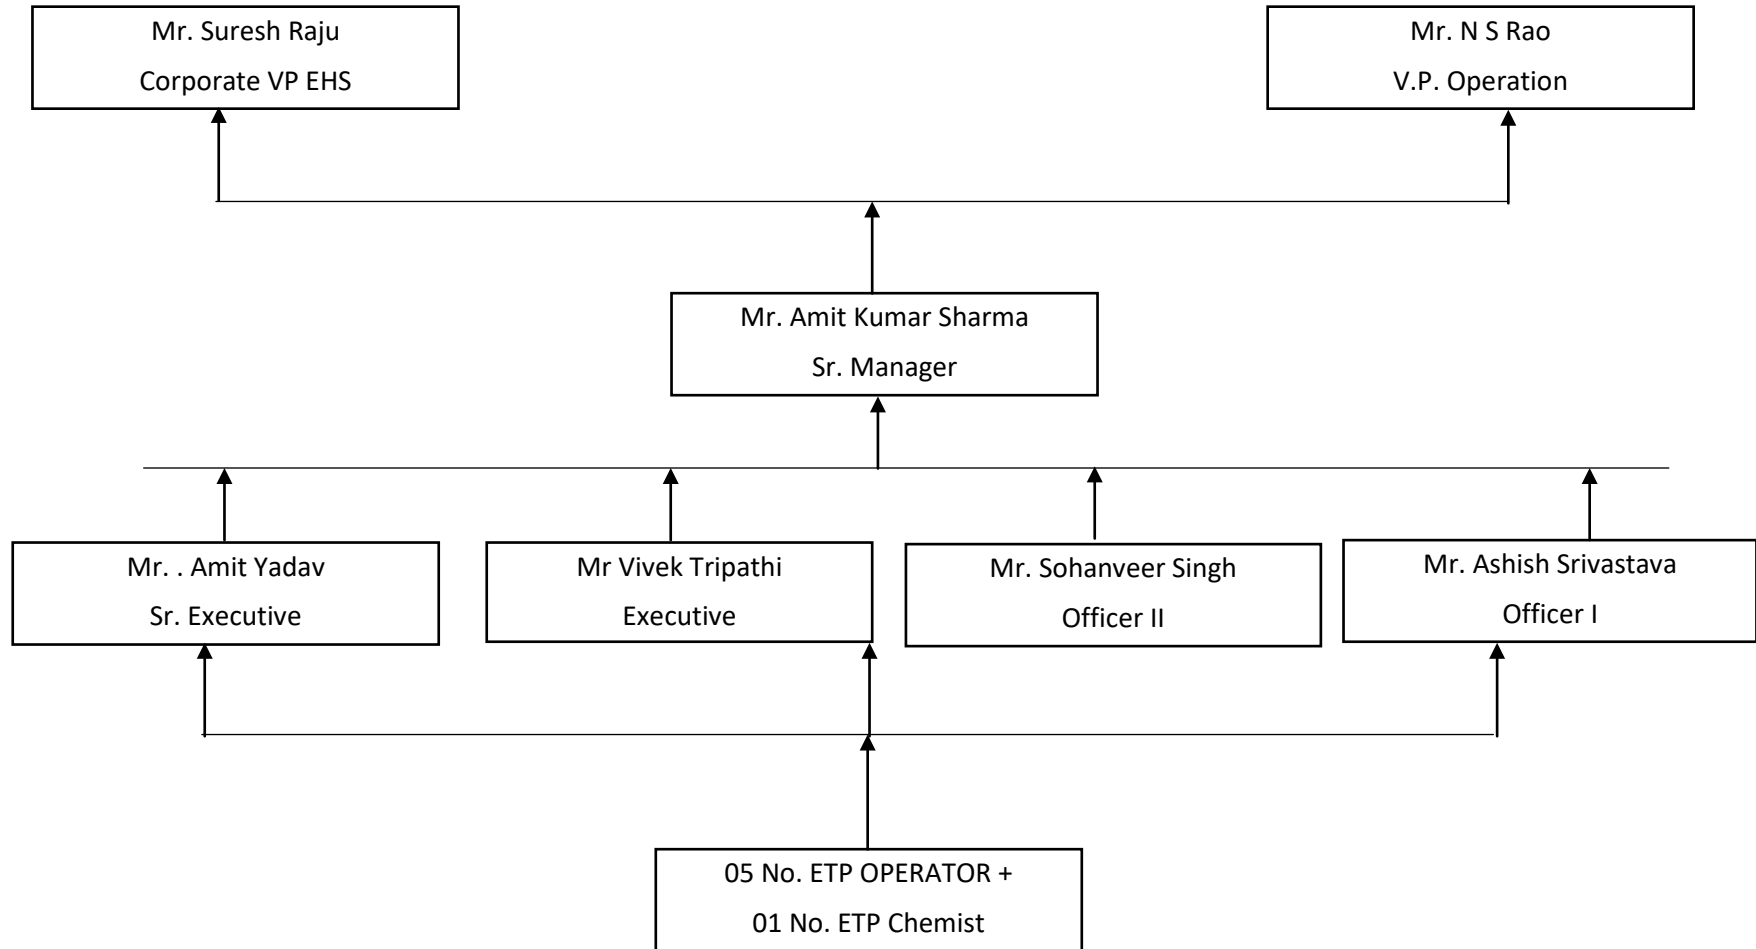 Mr. Suresh Raju
Corporate VP EHS
Mr. N S Rao
V.P. Operation
Mr. Amit Kumar Sharma
Sr. Manager
Mr. . Amit Yadav
Sr. Executive
Mr Vivek Tripathi
Executive
Mr. Sohanveer Singh
Officer II
Mr. Ashish Srivastava
Officer I
05 No. ETP OPERATOR +
01 No. ETP Chemist